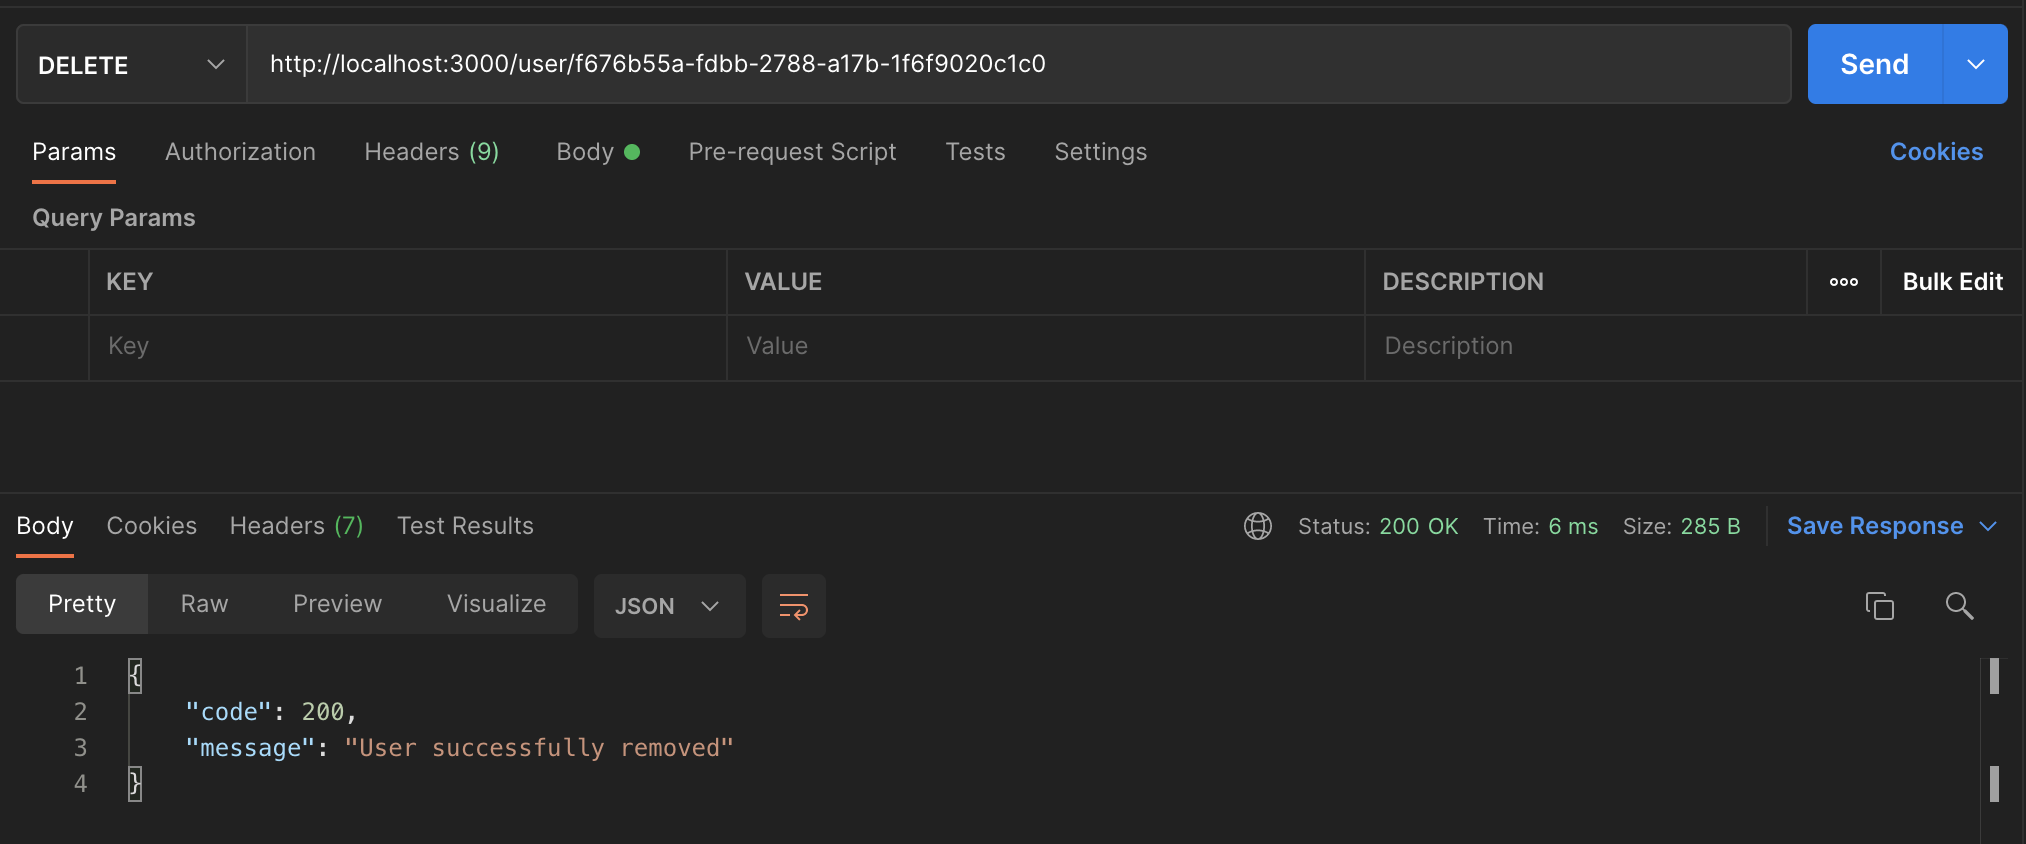 DELETE http://localhost:3000/user/f676b55a-fdbb-2788-a17b-1f6f9020c1c0 Send
Params Authorization Headers (9) Body Pre-request Script Tests Settings Cookies
Query Params
KEY VALUE DESCRIPTION ooo Bulk Edit
Key Value Description
Body Cookies Headers (7) Test Results Status: 200 OK Time: 6 ms Size: 285 B Save Response
Pretty Raw Preview Visualize JSON
1 {
2 "code": 200,
3 "message": "User successfully removed"
4 }